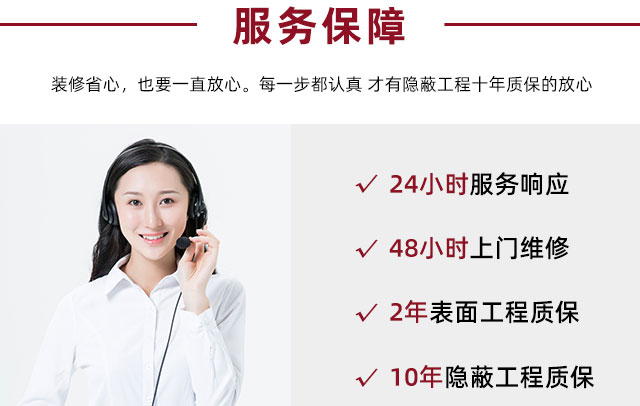 服务保障
装修省心，也要一直放心。每一步都认真 才有隐蔽工程十年质保的放心
✓ 24小时服务响应
✓ 48小时上门维修
✓ 2年表面工程质保
✓ 10年隐蔽工程质保